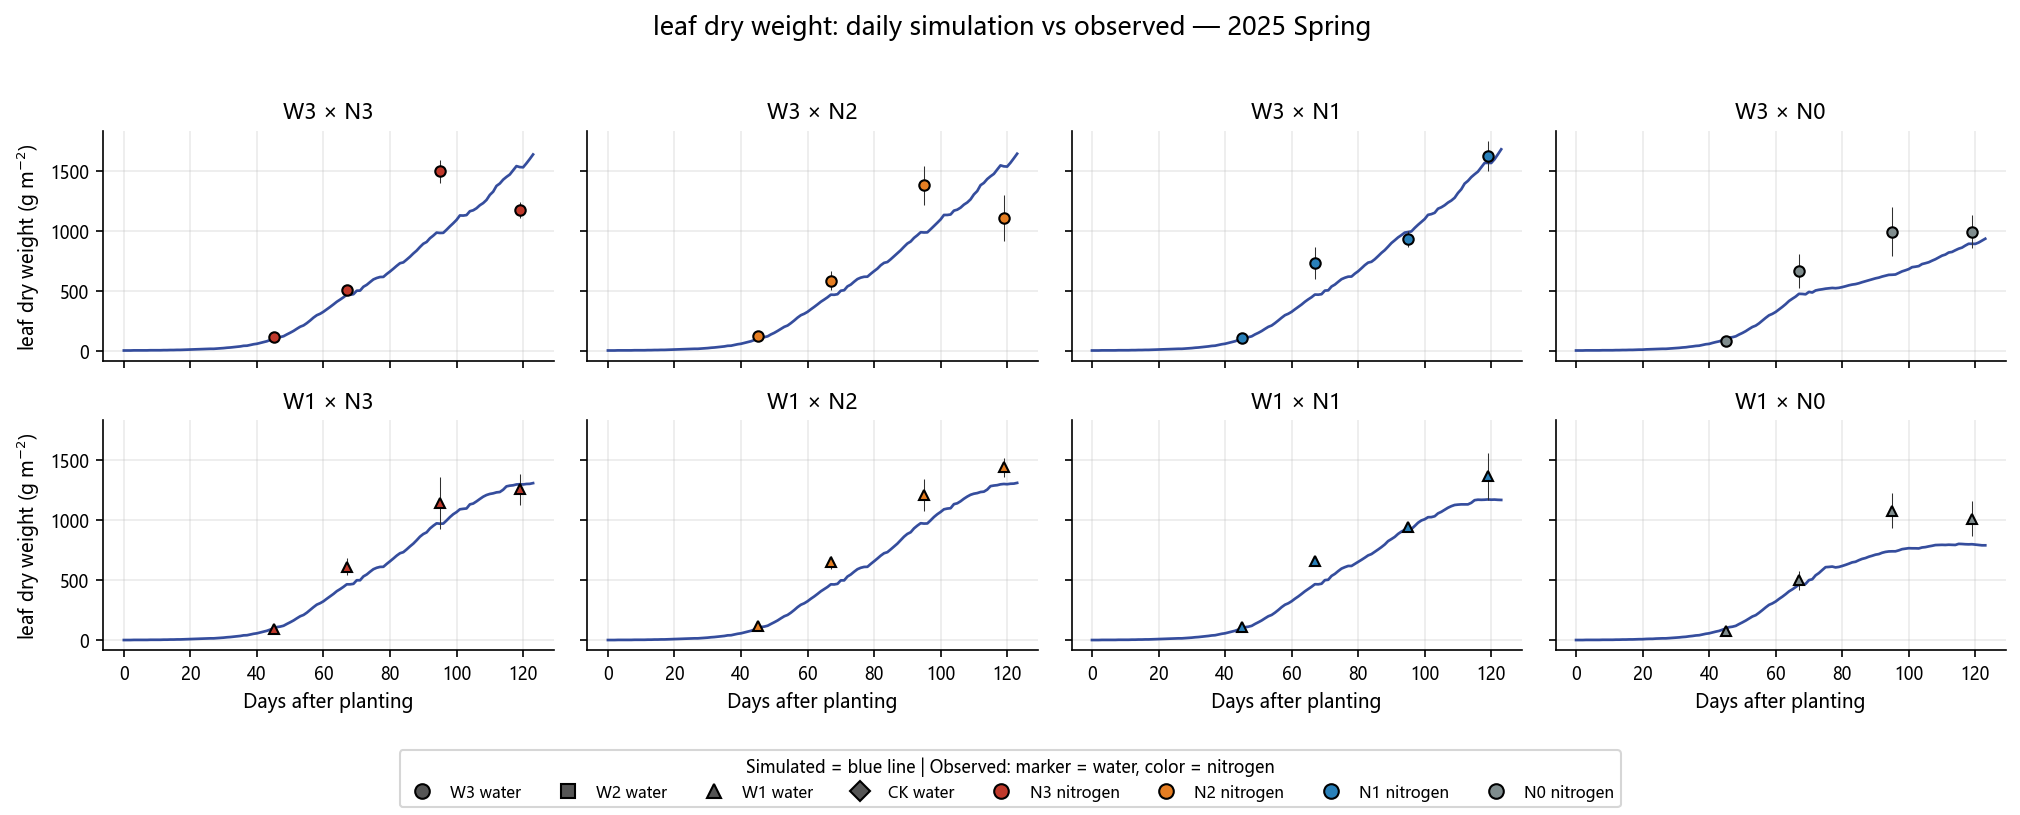 leaf dry weight: daily simulation vs observed — 2025 Spring
W3 × N3
W3 × N2
W3 × N1
W3 × N0
leaf dry weight (g m⁻²)
1500
1000
500
0
W1 × N3
W1 × N2
W1 × N1
W1 × N0
leaf dry weight (g m⁻²)
1500
1000
500
0
0 20 40 60 80 100 120
0 20 40 60 80 100 120
0 20 40 60 80 100 120
0 20 40 60 80 100 120
Days after planting
Days after planting
Days after planting
Days after planting
Simulated = blue line | Observed: marker = water, color = nitrogen
W3 water W2 water W1 water CK water N3 nitrogen N2 nitrogen N1 nitrogen N0 nitrogen